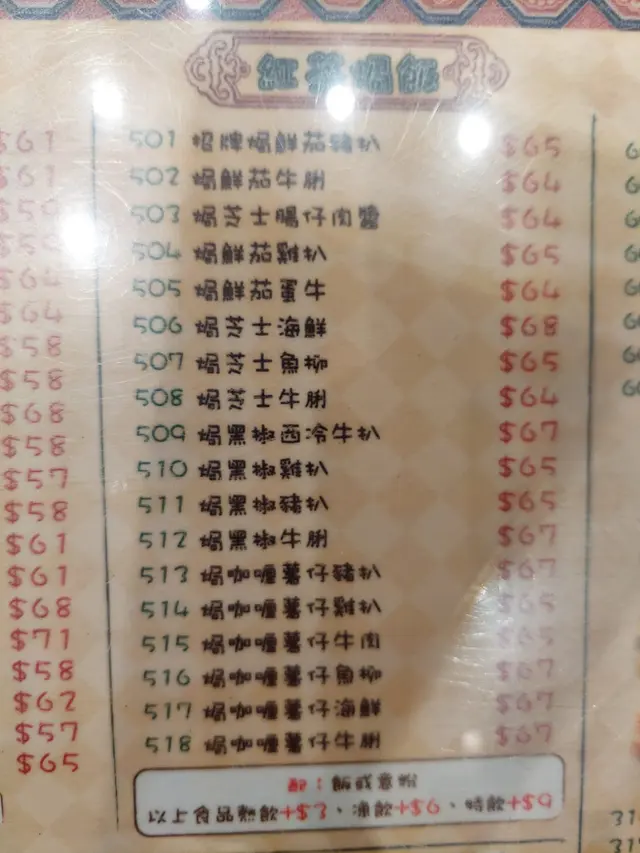 $61
$61
$59
$59
$64
$64
$58
$58
$68
$58
$57
$58
$61
$61
$68
$71
$58
$62
$57
$65
紅茶焗飯
501 招牌焗鮮茄豬扒 $65
502 焗鮮茄牛脷 $64
503 焗芝士腸仔肉醬 $64
504 焗鮮茄雞扒 $65
505 焗鮮茄蛋牛 $64
506 焗芝士海鮮 $68
507 焗芝士魚柳 $65
508 焗芝士牛脷 $64
509 焗黑椒西冷牛扒 $67
510 焗黑椒雞扒 $65
511 焗黑椒豬扒 $65
512 焗黑椒牛脷 $67
513 焗咖喱薯仔豬扒 $67
514 焗咖喱薯仔雞扒 $65
515 焗咖喱薯仔牛肉 $65
516 焗咖喱薯仔魚柳 $67
517 焗咖喱薯仔海鮮 $67
518 焗咖喱薯仔牛脷 $67
配：飯或意粉
以上食品熱飲+$3、凍飲+$6、特飲+$9